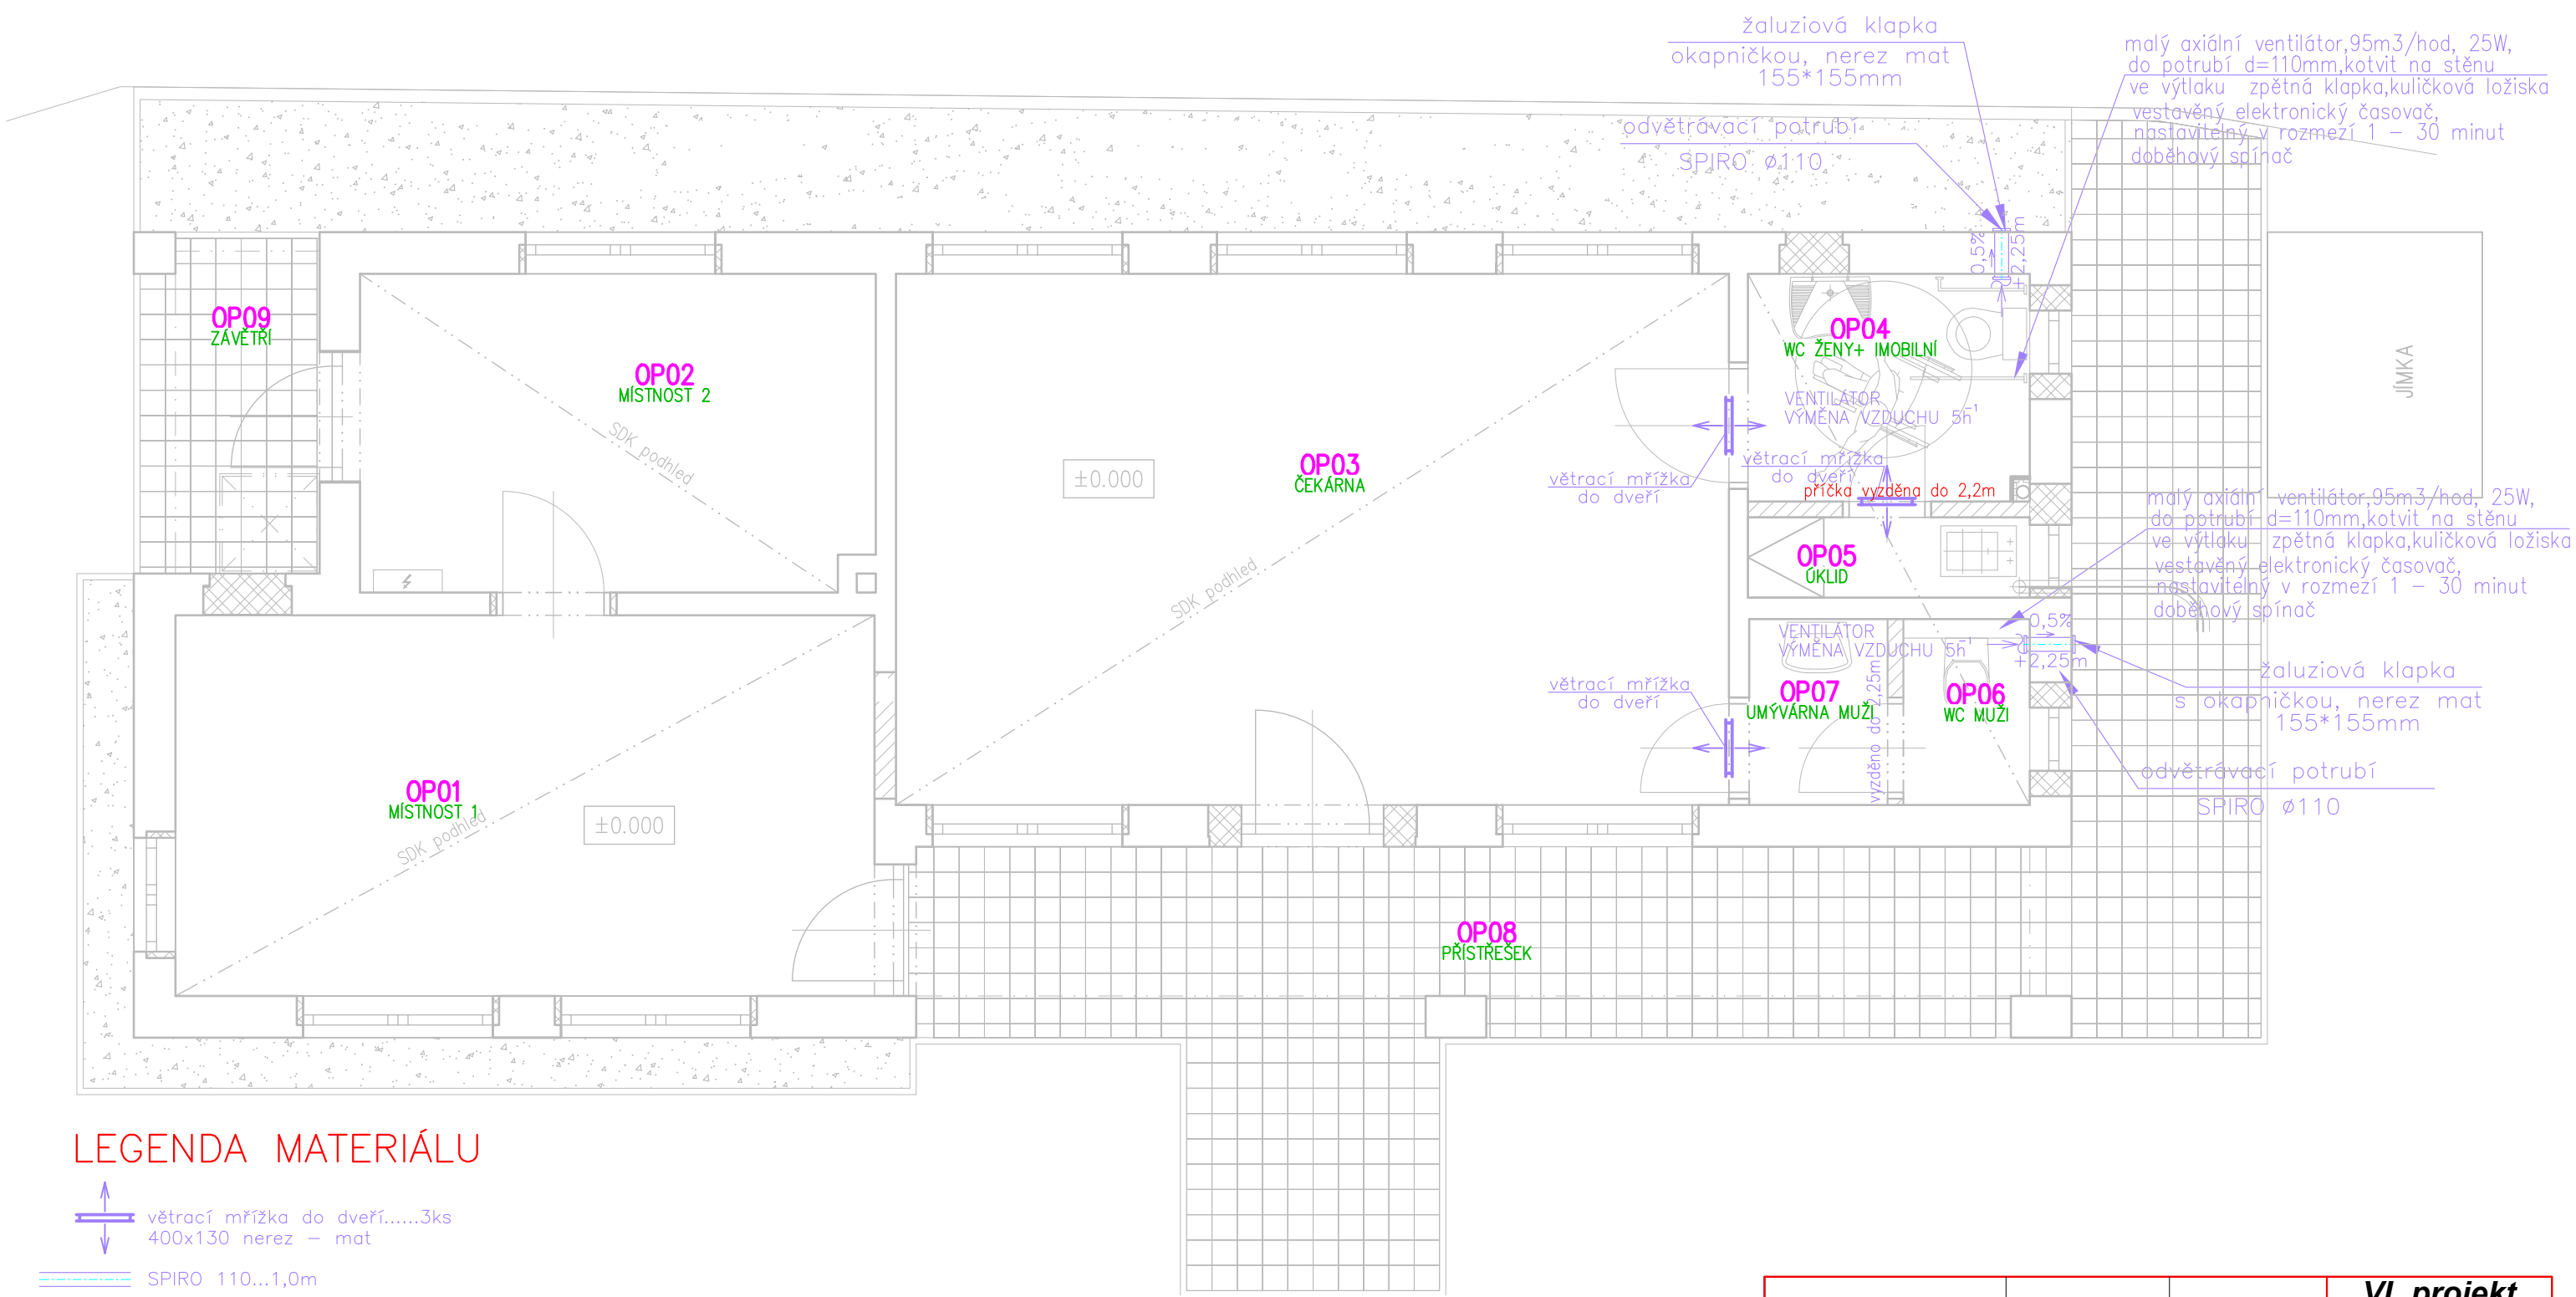 žaluziová klapka
okapničkou, nerez mat
155*155mm
malý axiální ventilátor,95m3/hod, 25W,
do potrubí d=110mm,kotvit na stěnu
ve výtlaku zpětná klapka,kuličková ložiska
vestavěný elektronický časovač,
nastavitelný v rozmezí 1 – 30 minut
doběhový spínač
odvětrávací potrubí
SPIRO ø110
0,5%
+2,25m
OP09
ZÁVĚTŘÍ
OP02
MÍSTNOST 2
SDK podhled
OP03
ČEKÁRNA
±0.000
SDK podhled
OP04
WC ŽENY+ IMOBILNÍ
VENTILÁTOR
VÝMĚNA VZDUCHU 5h⁻¹
JÍMKA
větrací mřížka
do dveří
větrací mřížka
do dveří
příčka vyzděna do 2,2m
OP05
ÚKLID
malý axiální ventilátor,95m3/hod, 25W,
do potrubí d=110mm,kotvit na stěnu
ve výtlaku zpětná klapka,kuličková ložiska
vestavěný elektronický časovač,
nastavitelný v rozmezí 1 – 30 minut
doběhový spínač
VENTILÁTOR
VÝMĚNA VZDUCHU 5h⁻¹
0,5%
+2,25m
větrací mřížka
do dveří
OP07
UMÝVÁRNA MUŽI
vyzděno do 2,25m
OP06
WC MUŽI
žaluziová klapka
s okapničkou, nerez mat
155*155mm
odvětrávací potrubí
SPIRO ø110
OP01
MÍSTNOST 1
SDK podhled
±0.000
OP08
PŘÍSTŘEŠEK
LEGENDA MATERIÁLU
větrací mřížka do dveří......3ks
400x130 nerez – mat
SPIRO 110...1,0m
VI. projekt